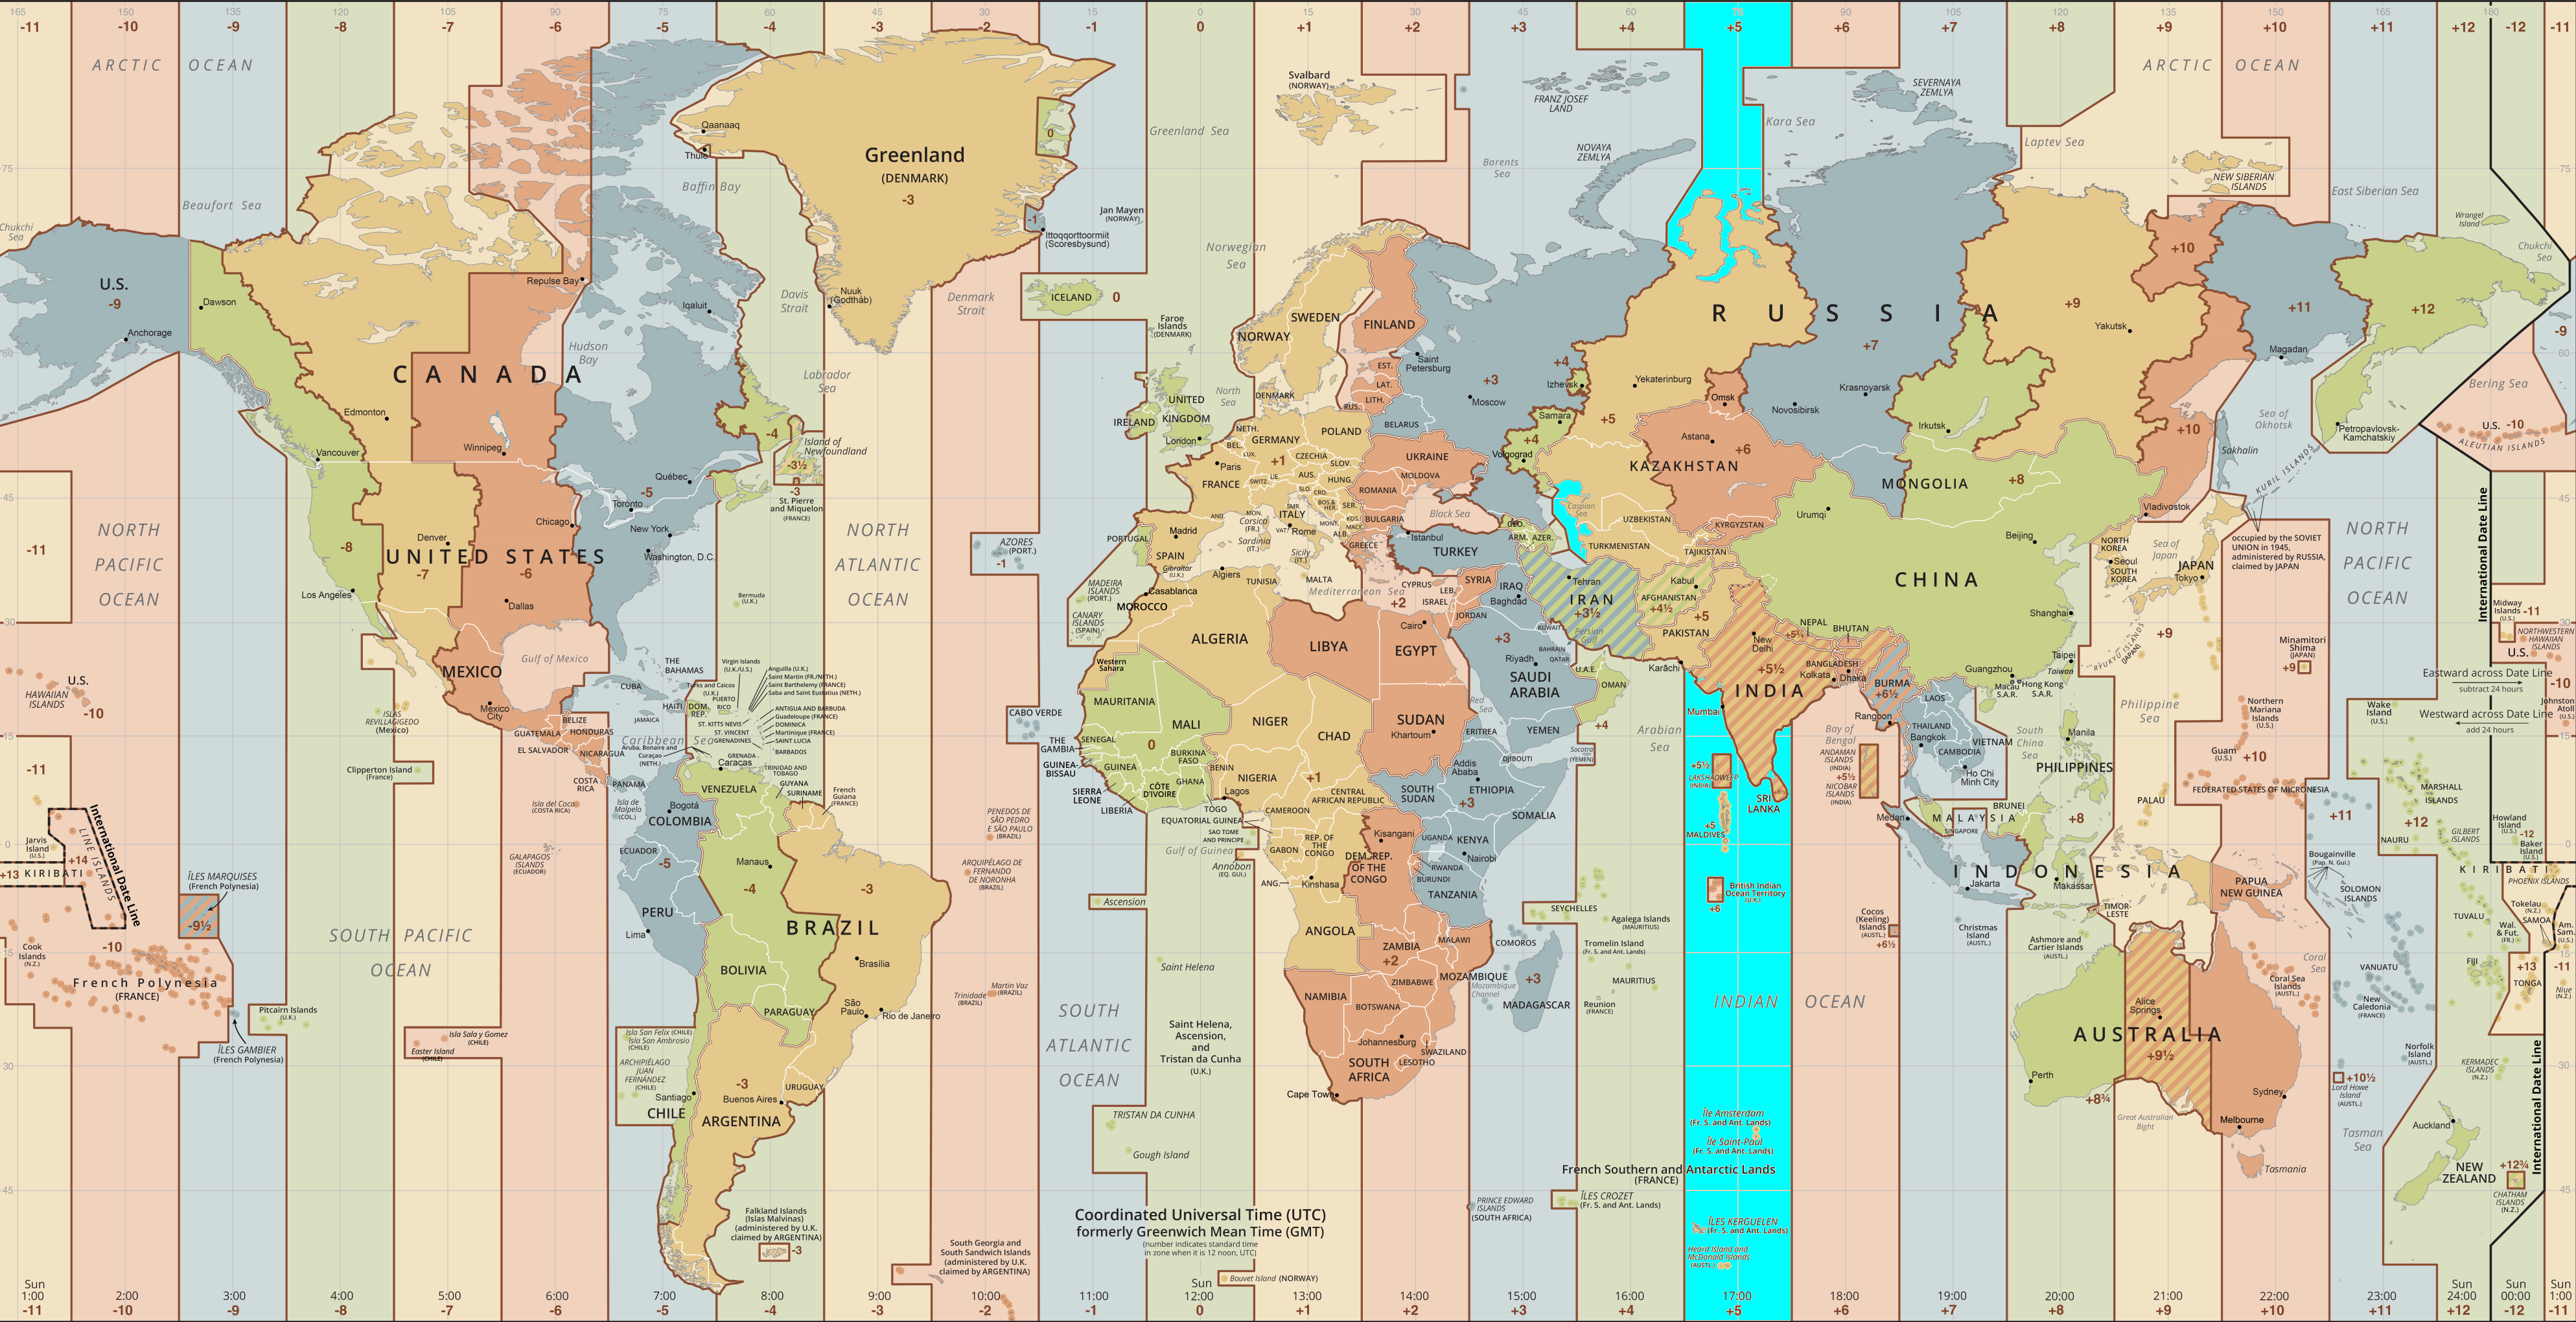 165 150 135 120 105 90 75 60 45 30 15 0 15 30 45 60 75 90 105 120 135 150 165 180 165
-11 -10 -9 -8 -7 -6 -5 -4 -3 -2 -1 0 +1 +2 +3 +4 +5 +6 +7 +8 +9 +10 +11 +12 -12 -11
ARCTIC OCEAN
Chukchi
Sea
Beaufort Sea
U.S.
-9
Anchorage
Dawson
CANADA
Edmonton
Vancouver
Winnipeg
Repulse Bay
Hudson
Bay
Iqaluit
Baffin Bay
Davis
Strait
Labrador
Sea
Québec
Toronto
-5
-4
-3½
-3
Island of
Newfoundland
St. Pierre
and Miquelon
(FRANCE)
Qaanaaq
Thule
Greenland
(DENMARK)
-3
Nuuk
(Godthåb)
0
-1
Ittoqqortoormiit
(Scoresbysund)
Denmark
Strait
Greenland Sea
Jan Mayen
(NORWAY)
Norwegian
Sea
ICELAND
0
Faroe
Islands
(DENMARK)
NORTH
PACIFIC
OCEAN
-11
UNITED STATES
-8
-7
-6
Denver
Chicago
New York
Washington, D.C.
Los Angeles
Dallas
Gulf of Mexico
MEXICO
Mexico
City
Bermuda
(U.K.)
U.S.
HAWAIIAN
ISLANDS
-10
ISLAS
REVILLAGIGEDO
(Mexico)
THE
BAHAMAS
CUBA
JAMAICA
HAITI
DOM.
REP.
PUERTO
RICO
Virgin Islands
(U.K./U.S.)
Turks and Caicos
(U.K.)
Anguilla (U.K.)
Saint Martin (FR./NETH.)
Saint Barthelemy (FRANCE)
Saba and Saint Eustatius (NETH.)
ANTIGUA AND BARBUDA
Guadeloupe (FRANCE)
DOMINICA
Martinique (FRANCE)
SAINT LUCIA
BARBADOS
ST. KITTS NEVIS
ST. VINCENT
GRENADINES
GRENADA
TRINIDAD AND
TOBAGO
Caribbean Sea
Aruba, Bonaire and
Curaçao
(NETH.)
BELIZE
GUATEMALA
HONDURAS
EL SALVADOR
NICARAGUA
COSTA
RICA
PANAMA
Clipperton Island
(France)
Isla del Coco
(COSTA RICA)
Isla de
Malpelo
(COL.)
GALAPAGOS
ISLANDS
(ECUADOR)
Caracas
VENEZUELA
GUYANA
SURINAME
French
Guiana
(FRANCE)
Bogotá
COLOMBIA
ECUADOR
-5
PERU
Lima
Manaus
-4
-3
BRAZIL
BOLIVIA
Brasília
PARAGUAY
São
Paulo
Rio de Janeiro
URUGUAY
Buenos Aires
ARGENTINA
-3
Santiago
CHILE
-11
International Date Line
LINE ISLANDS
Jarvis
Island
(U.S.)
+14
+13
KIRIBATI
ÎLES MARQUISES
(French Polynesia)
-9½
-10
Cook
Islands
(N.Z.)
French Polynesia
(FRANCE)
ÎLES GAMBIER
(French Polynesia)
Pitcairn Islands
(U.K.)
SOUTH PACIFIC
OCEAN
Isla Sala y Gomez
(CHILE)
Easter Island
(CHILE)
Isla San Felix (CHILE)
Isla San Ambrosio
(CHILE)
ARCHIPIÉLAGO
JUAN
FERNÁNDEZ
(CHILE)
Falkland Islands
(Islas Malvinas)
(administered by U.K.
claimed by ARGENTINA)
-3
South Georgia and
South Sandwich Islands
(administered by U.K.
claimed by ARGENTINA)
NORTH
ATLANTIC
OCEAN
AZORES
(PORT.)
-1
MADEIRA
ISLANDS
(PORT.)
CANARY
ISLANDS
(SPAIN)
CABO VERDE
PENEDOS DE
SÃO PEDRO
E SÃO PAULO
(BRAZIL)
ARQUIPÉLAGO DE
FERNANDO
DE NORONHA
(BRAZIL)
Trinidade
(BRAZIL)
Martin Vaz
(BRAZIL)
Ascension
Saint Helena
SOUTH
ATLANTIC
OCEAN
Saint Helena,
Ascension,
and
Tristan da Cunha
(U.K.)
TRISTAN DA CUNHA
Gough Island
Coordinated Universal Time (UTC)
formerly Greenwich Mean Time (GMT)
(number indicates standard time
in zone when it is 12 noon, UTC)
Bouvet Island (NORWAY)
Svalbard
(NORWAY)
FRANZ JOSEF
LAND
NOVAYA
ZEMLYA
SEVERNAYA
ZEMLYA
Barents
Sea
Kara Sea
Laptev Sea
ARCTIC OCEAN
NEW SIBERIAN
ISLANDS
East Siberian Sea
Wrangel
Island
Chukchi
Sea
NORWAY
SWEDEN
FINLAND
EST.
LAT.
LITH.
RUS.
BELARUS
North
Sea
UNITED
KINGDOM
IRELAND
London
DENMARK
NETH.
BEL.
LUX.
GERMANY
POLAND
+1
CZECHIA
SLOV.
AUS.
HUNG.
Paris
FRANCE
SWITZ.
LIE.
SLO.
CRO.
BOS.&
HER.
SER.
KOS.
MACE.
MONT.
ALB.
ITALY
SMR.
VAT.
Rome
MON.
Corsica
(FR.)
Sardinia
(IT.)
Sicily
(IT.)
AND.
Madrid
SPAIN
PORTUGAL
Gibraltar
(U.K.)
UKRAINE
MOLDOVA
ROMANIA
BULGARIA
GREECE
Black Sea
Istanbul
TURKEY
MALTA
Mediterranean Sea
CYPRUS
LEB.
ISRAEL
SYRIA
JORDAN
IRAQ
Baghdad
+2
Saint
Petersburg
Moscow
+3
+4
Izhevsk
Samara
+4
Volgograd
Yekaterinburg
+5
RUSSIA
Omsk
Novosibirsk
Krasnoyarsk
+7
Irkutsk
+9
Yakutsk
+10
+11
+12
Magadan
+10
Vladivostok
Sakhalin
Sea of
Okhotsk
Petropavlovsk-
Kamchatskiy
KURIL ISLANDS
Bering Sea
-9
U.S. -10
ALEUTIAN ISLANDS
Astana
+6
KAZAKHSTAN
Caspian
Sea
UZBEKISTAN
KYRGYZSTAN
TURKMENISTAN
TAJIKISTAN
GEO.
ARM.
AZER.
Tehran
IRAN
+3½
Kabul
AFGHANISTAN
+4½
+5
PAKISTAN
Karāchi
MONGOLIA
+8
Urumqi
Beijing
CHINA
Shanghai
Guangzhou
Macau
S.A.R.
Hong Kong
S.A.R.
Taipei
Taiwan
NORTH
KOREA
Seoul
SOUTH
KOREA
Sea of
Japan
JAPAN
Tokyo
+9
RYUKYU ISLANDS
(JAPAN)
occupied by the SOVIET
UNION in 1945,
administered by RUSSIA,
claimed by JAPAN
NORTH
PACIFIC
OCEAN
International Date Line
Midway
Islands
(U.S.)
-11
NORTHWESTERN
HAWAIIAN
ISLANDS
U.S.
-10
Minamitori
Shima
(JAPAN)
+9
Eastward across Date Line
subtract 24 hours
Westward across Date Line
add 24 hours
Wake
Island
(U.S.)
Johnston
Atoll
(U.S.)
Casablanca
MOROCCO
Algiers
TUNISIA
ALGERIA
LIBYA
Cairo
EGYPT
Western
Sahara
MAURITANIA
MALI
0
NIGER
CHAD
SUDAN
Khartoum
Red
Sea
SENEGAL
THE
GAMBIA
GUINEA-
BISSAU
GUINEA
SIERRA
LEONE
LIBERIA
CÔTE
D'IVOIRE
BURKINA
FASO
GHANA
TOGO
BENIN
NIGERIA
Lagos
+1
CAMEROON
CENTRAL
AFRICAN REPUBLIC
EQUATORIAL GUINEA
SAO TOME
AND PRINCIPE
Gulf of Guinea
Annobón
(EQ. GUI.)
GABON
REP. OF
THE
CONGO
Kisangani
DEM. REP.
OF THE
CONGO
Kinshasa
ANG.
ANGOLA
ZAMBIA
+2
MALAWI
ZIMBABWE
MOZAMBIQUE
Mozambique
Channel
NAMIBIA
BOTSWANA
Johannesburg
SWAZILAND
LESOTHO
SOUTH
AFRICA
Cape Town
SOUTH
SUDAN
Addis
Ababa
ETHIOPIA
+3
ERITREA
DJIBOUTI
SOMALIA
UGANDA
KENYA
Nairobi
RWANDA
BURUNDI
TANZANIA
COMOROS
MADAGASCAR
+3
KUWAIT
Persian
Gulf
BAHRAIN
QATAR
Riyadh
+3
SAUDI
ARABIA
U.A.E.
OMAN
YEMEN
+4
Socotra
(YEMEN)
Arabian
Sea
SEYCHELLES
Agalega Islands
(MAURITIUS)
Tromelin Island
(Fr. S. and Ant. Lands)
MAURITIUS
Reunion
(FRANCE)
PRINCE EDWARD
ISLANDS
(SOUTH AFRICA)
ÎLES CROZET
(Fr. S. and Ant. Lands)
French Southern and Antarctic Lands
(FRANCE)
New
Delhi
NEPAL
+5¾
BHUTAN
BANGLADESH
Dhaka
Kolkata
+5½
INDIA
Mumbai
SRI
LANKA
+5½
LAKSHADWEEP
(INDIA)
+5
MALDIVES
British Indian
Ocean Territory
(U.K.)
+6
INDIAN OCEAN
Île Amsterdam
(Fr. S. and Ant. Lands)
Île Saint-Paul
(Fr. S. and Ant. Lands)
ÎLES KERGUELEN
(Fr. S. and Ant. Lands)
Heard Island and
McDonald Islands
(AUSTL.)
BURMA
+6½
Rangoon
Bay of
Bengal
ANDAMAN
ISLANDS
(INDIA)
+5½
NICOBAR
ISLANDS
(INDIA)
LAOS
THAILAND
Bangkok
VIETNAM
CAMBODIA
Ho Chi
Minh City
South
China
Sea
Manila
PHILIPPINES
Philippine
Sea
PALAU
Northern
Mariana
Islands
(U.S.)
Guam
(U.S.)
+10
FEDERATED STATES OF MICRONESIA
MARSHALL
ISLANDS
+11
+12
NAURU
GILBERT
ISLANDS
Howland
Island
(U.S.)
-12
Baker
Island
(U.S.)
KIRIBATI
PHOENIX ISLANDS
Medan
MALAYSIA
SINGAPORE
BRUNEI
+8
INDONESIA
Jakarta
Makassar
TIMOR-
LESTE
PAPUA
NEW GUINEA
Bougainville
(Pap. N. Gui.)
SOLOMON
ISLANDS
TUVALU
Tokelau
(N.Z.)
SAMOA
Am.
Sam.
(U.S.)
Wal.
& Fut.
(FR.)
FIJI
+13
TONGA
-11
Niue
(N.Z.)
VANUATU
New
Caledonia
(FRANCE)
Coral
Sea
Coral Sea
Islands
(AUSTL.)
Cocos
(Keeling)
Islands
(AUSTL.)
+6½
Christmas
Island
(AUSTL.)
Ashmore and
Cartier Islands
(AUSTL.)
Alice
Springs
AUSTRALIA
+9½
Perth
+8¾
Great Australian
Bight
Sydney
Melbourne
Tasmania
Norfolk
Island
(AUSTL.)
+10½
Lord Howe
Island
(AUSTL.)
Tasman
Sea
KERMADEC
ISLANDS
(N.Z.)
International Date Line
Auckland
NEW
ZEALAND
+12¾
CHATHAM
ISLANDS
(N.Z.)
75 60 45 30 15 0 15 30 45
Sun Sun Sun Sun Sun
1:00 2:00 3:00 4:00 5:00 6:00 7:00 8:00 9:00 10:00 11:00 12:00 13:00 14:00 15:00 16:00 17:00 18:00 19:00 20:00 21:00 22:00 23:00 24:00 00:00 1:00
-11 -10 -9 -8 -7 -6 -5 -4 -3 -2 -1 0 +1 +2 +3 +4 +5 +6 +7 +8 +9 +10 +11 +12 -12 -11